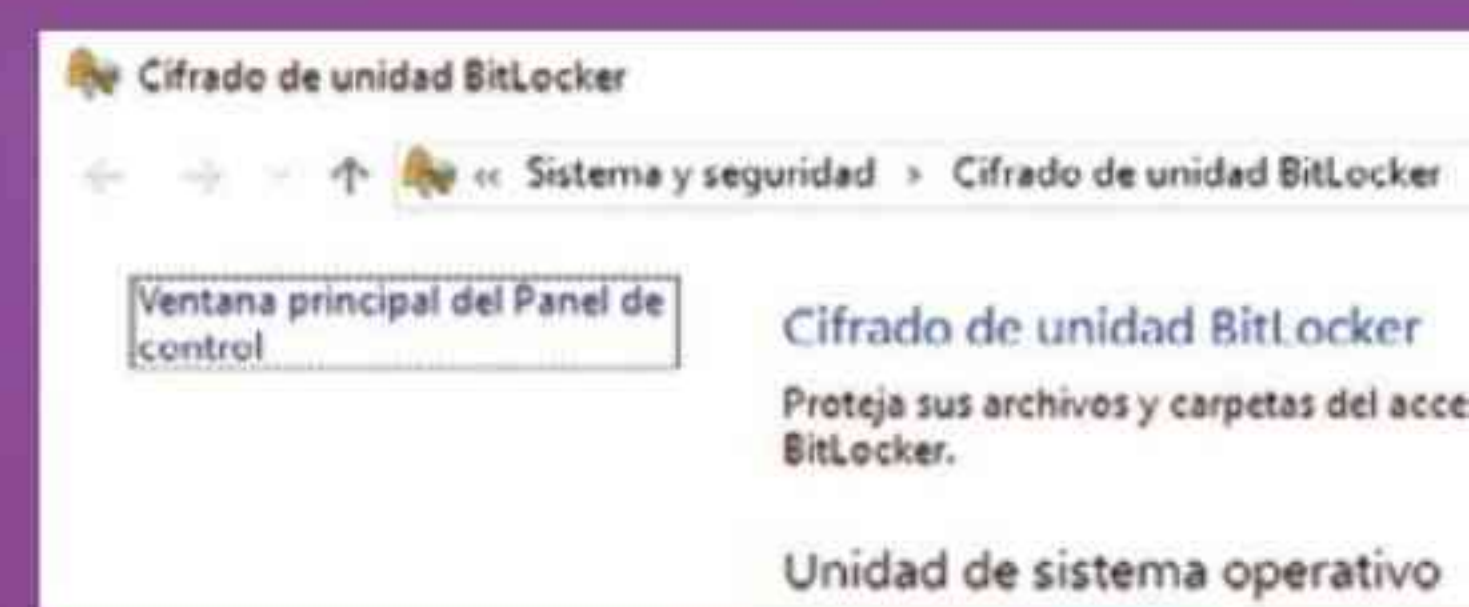 Cifrado de unidad BitLocker
« Sistema y seguridad > Cifrado de unidad BitLocker
Ventana principal del Panel de
control
Cifrado de unidad BitLocker
Proteja sus archivos y carpetas del acce
BitLocker.
Unidad de sistema operativo